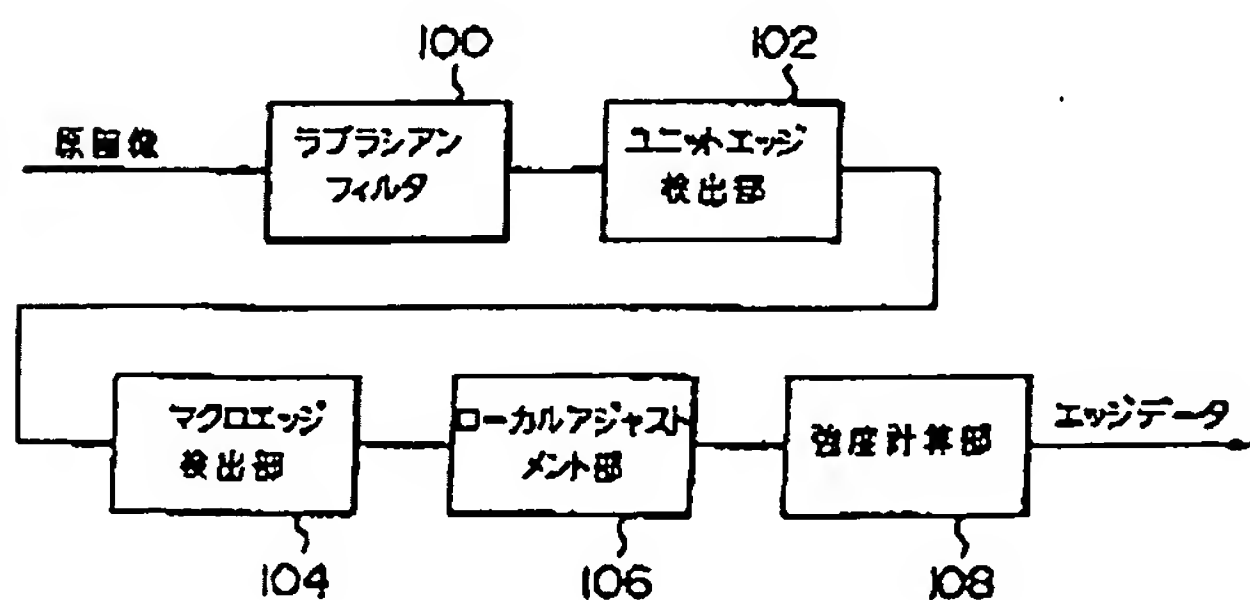 100
102
原画像
ラプラシアン
フィルタ
ユニットエッジ
検出部
マクロエッジ
検出部
ローカルアジャスト
メント部
強度計算部
エッジデータ
104
106
108